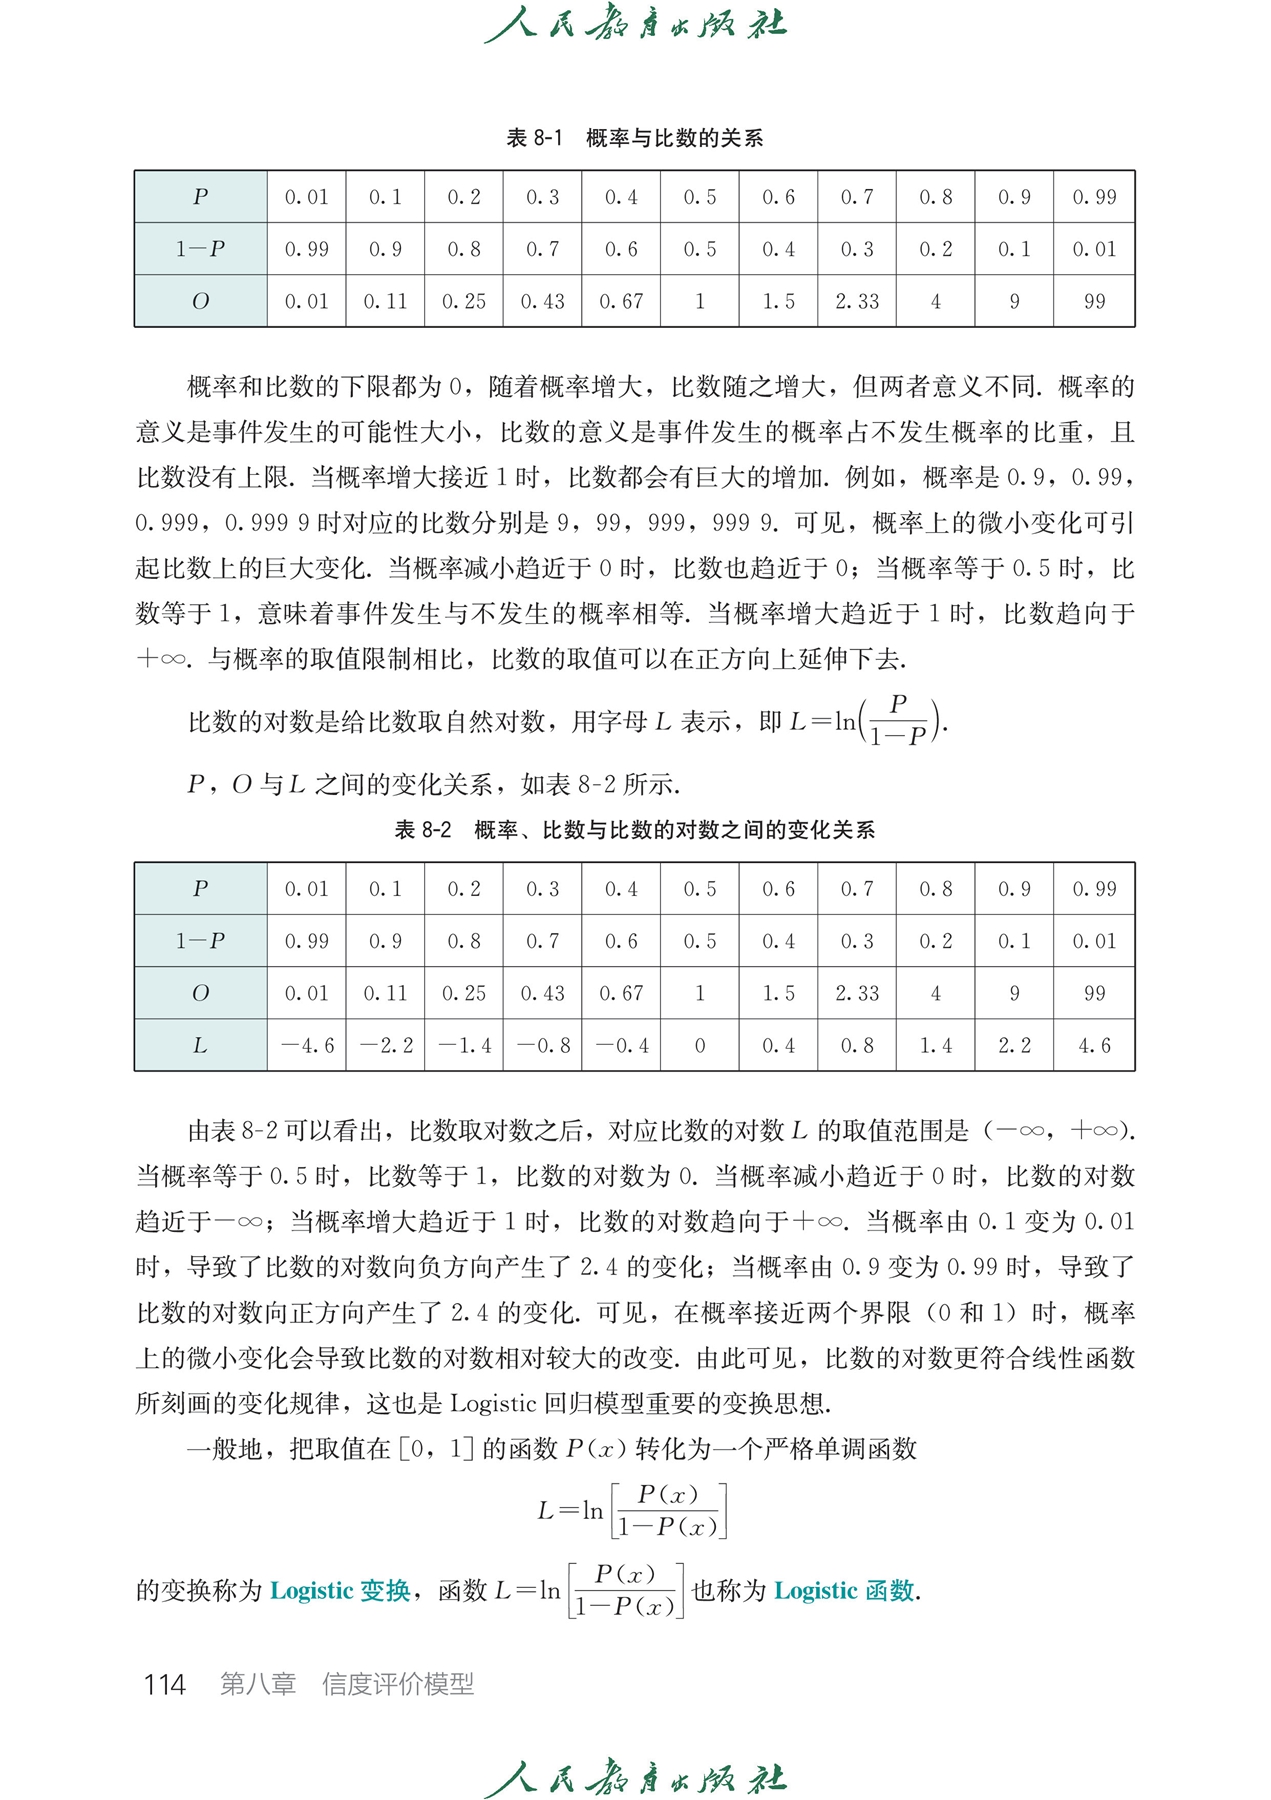 人民教育出版社
表 8-1 概率与比数的关系
P 0.01 0.1 0.2 0.3 0.4 0.5 0.6 0.7 0.8 0.9 0.99
1－P 0.99 0.9 0.8 0.7 0.6 0.5 0.4 0.3 0.2 0.1 0.01
O 0.01 0.11 0.25 0.43 0.67 1 1.5 2.33 4 9 99
概率和比数的下限都为 0，随着概率增大，比数随之增大，但两者意义不同. 概率的
意义是事件发生的可能性大小，比数的意义是事件发生的概率占不发生概率的比重，且
比数没有上限. 当概率增大接近 1 时，比数都会有巨大的增加. 例如，概率是 0.9，0.99，
0.999，0.999 9 时对应的比数分别是 9，99，999，999 9. 可见，概率上的微小变化可引
起比数上的巨大变化. 当概率减小趋近于 0 时，比数也趋近于 0；当概率等于 0.5 时，比
数等于 1，意味着事件发生与不发生的概率相等. 当概率增大趋近于 1 时，比数趋向于
＋∞. 与概率的取值限制相比，比数的取值可以在正方向上延伸下去.
比数的对数是给比数取自然对数，用字母 L 表示，即 L＝ln(P/(1－P)).
P，O 与 L 之间的变化关系，如表 8-2 所示.
表 8-2 概率、比数与比数的对数之间的变化关系
P 0.01 0.1 0.2 0.3 0.4 0.5 0.6 0.7 0.8 0.9 0.99
1－P 0.99 0.9 0.8 0.7 0.6 0.5 0.4 0.3 0.2 0.1 0.01
O 0.01 0.11 0.25 0.43 0.67 1 1.5 2.33 4 9 99
L －4.6 －2.2 －1.4 －0.8 －0.4 0 0.4 0.8 1.4 2.2 4.6
由表 8-2 可以看出，比数取对数之后，对应比数的对数 L 的取值范围是（－∞，＋∞).
当概率等于 0.5 时，比数等于 1，比数的对数为 0. 当概率减小趋近于 0 时，比数的对数
趋近于－∞；当概率增大趋近于 1 时，比数的对数趋向于＋∞. 当概率由 0.1 变为 0.01
时，导致了比数的对数向负方向产生了 2.4 的变化；当概率由 0.9 变为 0.99 时，导致了
比数的对数向正方向产生了 2.4 的变化. 可见，在概率接近两个界限（0 和 1）时，概率
上的微小变化会导致比数的对数相对较大的改变. 由此可见，比数的对数更符合线性函数
所刻画的变化规律，这也是 Logistic 回归模型重要的变换思想.
一般地，把取值在 [0，1] 的函数 P(x) 转化为一个严格单调函数
L＝ln[P(x)/(1－P(x))]
的变换称为 Logistic 变换，函数 L＝ln[P(x)/(1－P(x))] 也称为 Logistic 函数.
114 第八章 信度评价模型
人民教育出版社